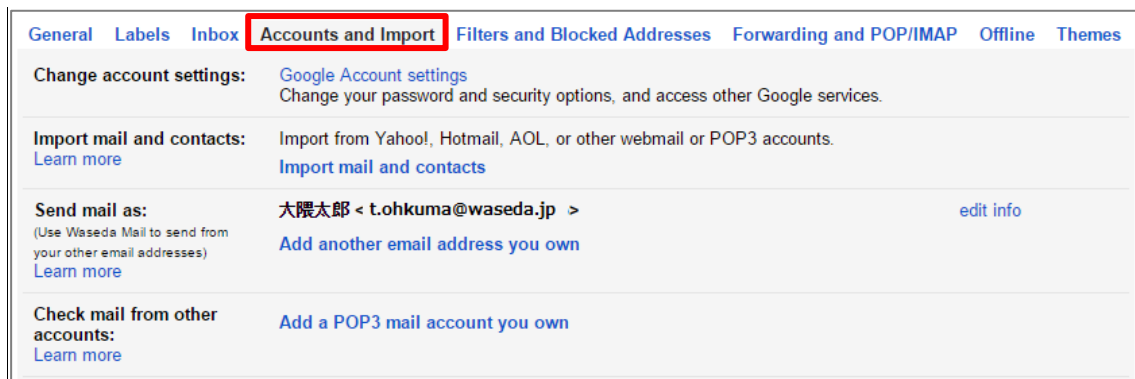 General Labels Inbox Accounts and Import Filters and Blocked Addresses Forwarding and POP/IMAP Offline Themes
Change account settings: Google Account settings
Change your password and security options, and access other Google services.
Import mail and contacts: Import from Yahoo!, Hotmail, AOL, or other webmail or POP3 accounts.
Learn more
Import mail and contacts
Send mail as: 大隈太郎 < t.ohkuma@waseda.jp > edit info
(Use Waseda Mail to send from
your other email addresses)
Add another email address you own
Learn more
Check mail from other
accounts:
Add a POP3 mail account you own
Learn more